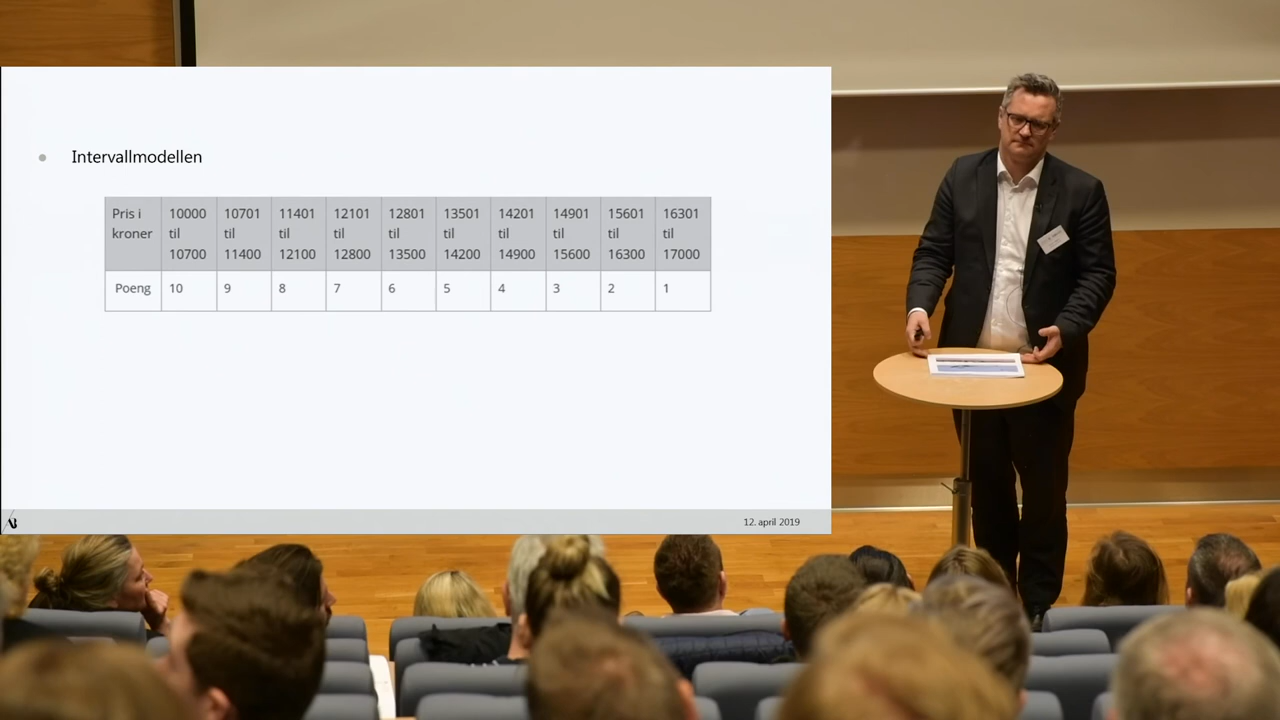 Intervallmodellen
Pris i kroner 10000 til 10700 10701 til 11400 11401 til 12100 12101 til 12800 12801 til 13500 13501 til 14200 14201 til 14900 14901 til 15600 15601 til 16300 16301 til 17000
Poeng 10 9 8 7 6 5 4 3 2 1
12. april 2019